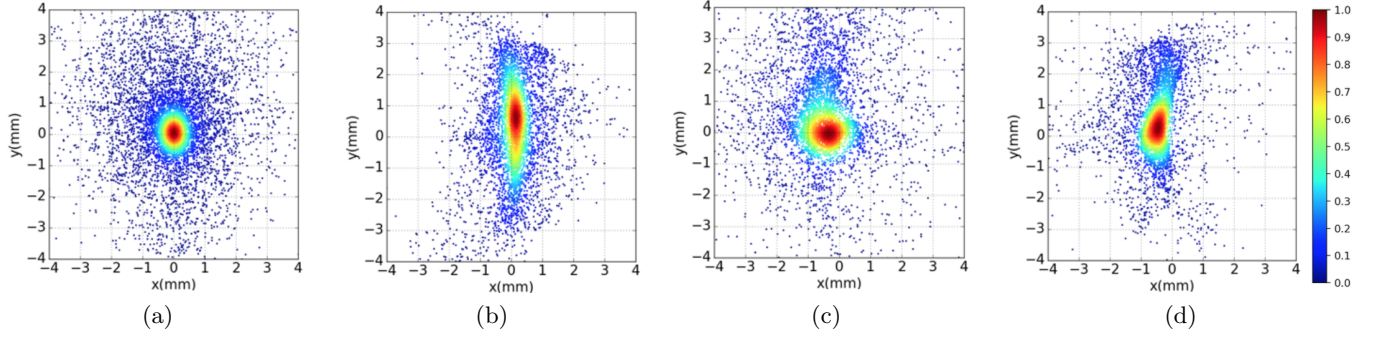 4 4 4 4 1.0
3 3 3 3 0.9
2 2 2 2 0.8
1 1 1 1 0.7
0 0 0 0 0.6
−1 −1 −1 −1 0.5
−2 −2 −2 −2 0.4
−3 −3 −3 −3 0.3
−4 −4 −4 −4 0.2
0.1
0.0
y(mm) y(mm) y(mm) y(mm)
−4 −3 −2 −1 0 1 2 3 4 −4 −3 −2 −1 0 1 2 3 4 −4 −3 −2 −1 0 1 2 3 4 −4 −3 −2 −1 0 1 2 3 4
x(mm) x(mm) x(mm) x(mm)
(a) (b) (c) (d)